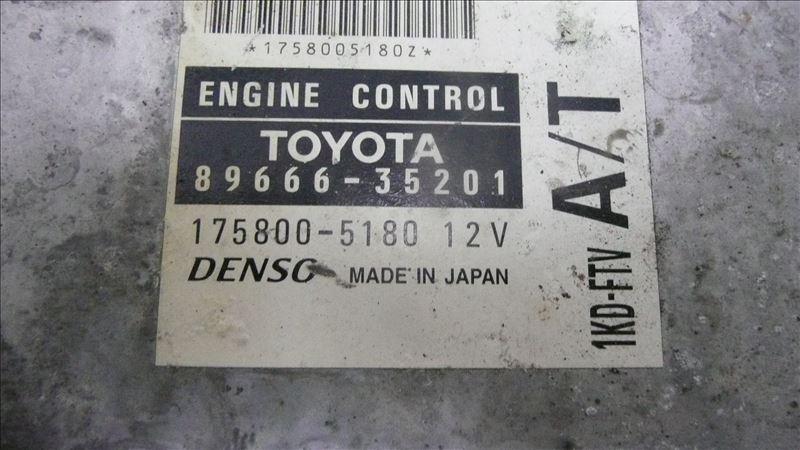 *1758005180Z*
ENGINE CONTROL
TOYOTA
89666-35201
175800-5180 12V
DENSO MADE IN JAPAN
A/T
1KD-FTV